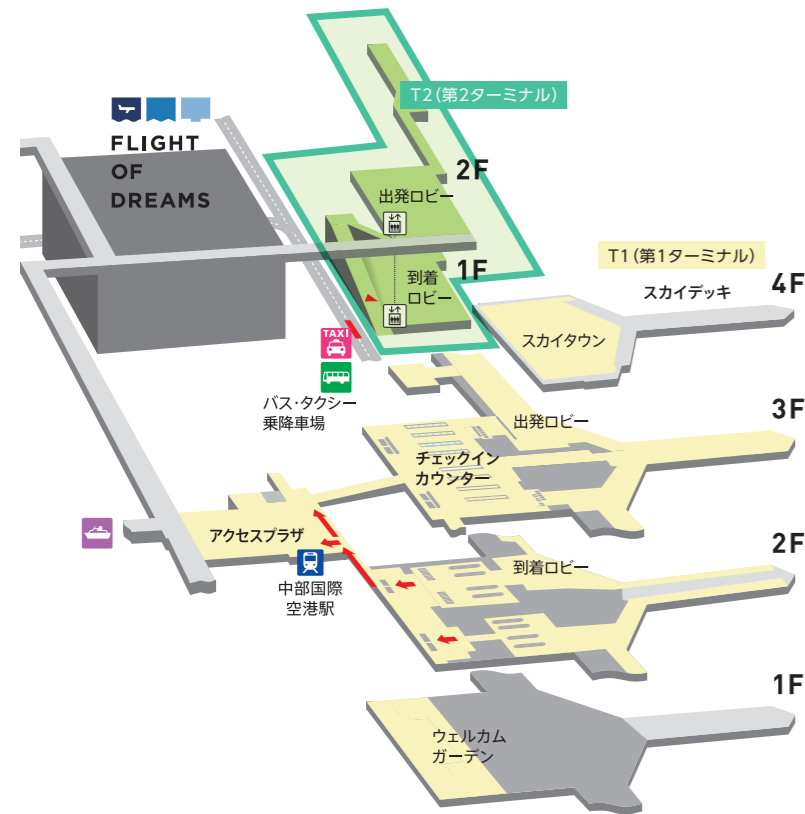 T2(第2ターミナル)
FLIGHT
OF
DREAMS
2F
出発ロビー
1F
到着
ロビー
T1(第1ターミナル)
4F
スカイデッキ
スカイタウン
TAXI
バス・タクシー
乗降車場
3F
出発ロビー
チェックイン
カウンター
アクセスプラザ
2F
到着ロビー
中部国際
空港駅
1F
ウェルカム
ガーデン